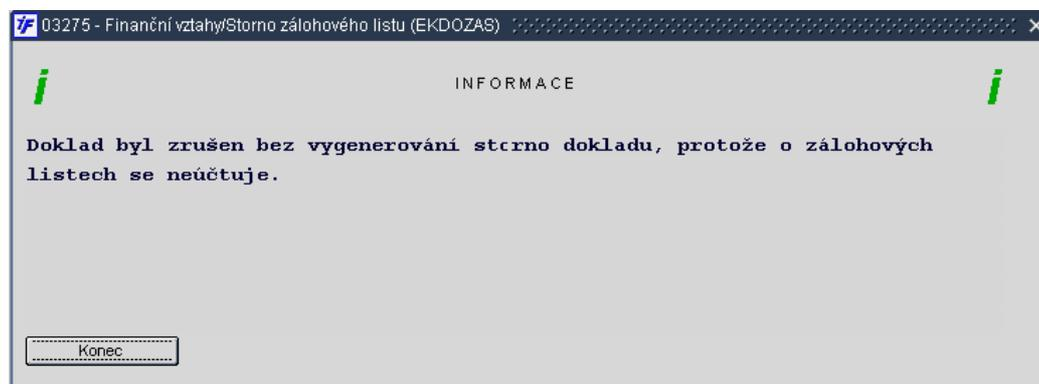 iF 03275 - Finanční vztahy/Storno zálohového listu (EKDOZAS)
i INFORMACE i
Doklad byl zrušen bez vygenerování storno dokladu, protože o zálohových
listech se neúčtuje.
Konec